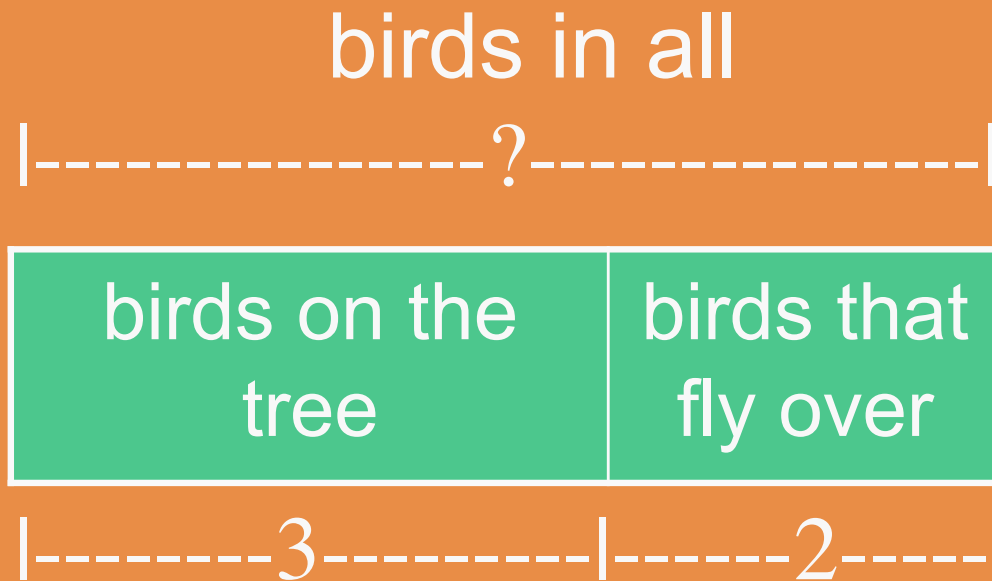 birds in all
?
birds on the
tree
birds that
fly over
3
2